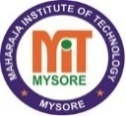 MAHARAJA INSTITUTE OF TECHNOLOGY
MiT
MYSORE
MYSORE